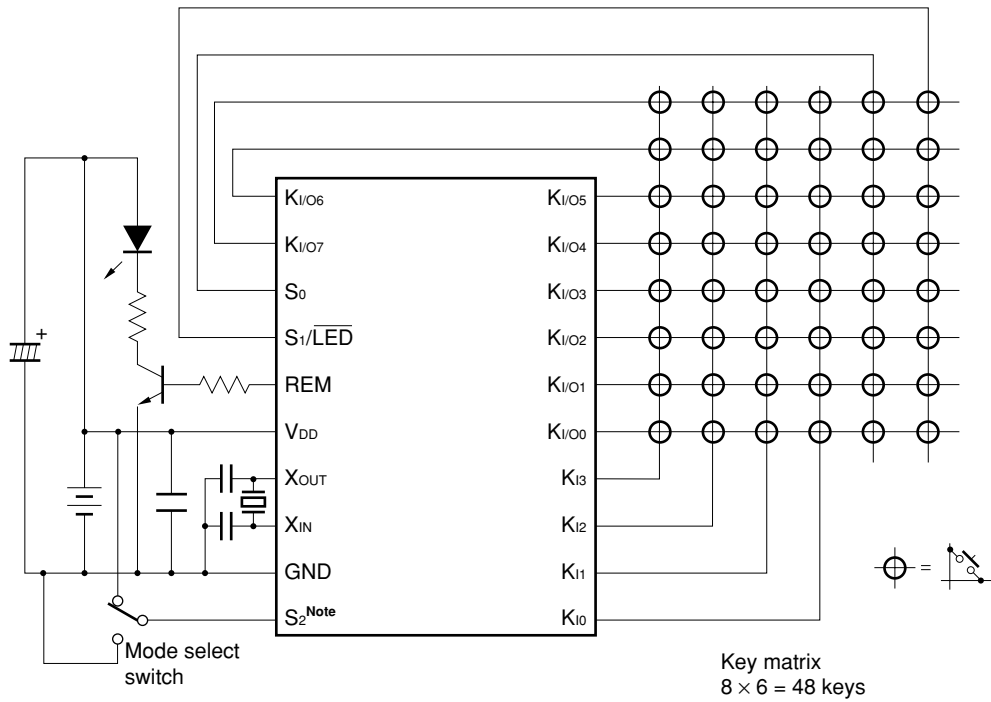 KI/O6
KI/O7
S0
S1/LED
REM
VDD
XOUT
XIN
GND
S2Note
KI/O5
KI/O4
KI/O3
KI/O2
KI/O1
KI/O0
KI3
KI2
KI1
KI0
+
=
Mode select
switch
Key matrix
8 × 6 = 48 keys